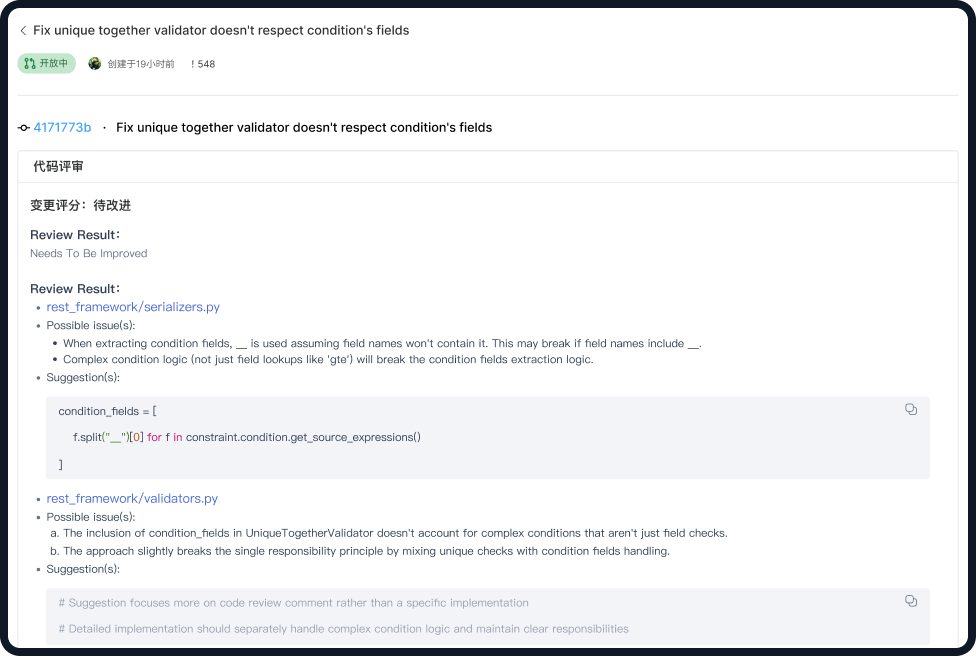 Fix unique together validator doesn't respect condition's fields
开放中 创建于19小时前 ! 548
4171773b · Fix unique together validator doesn't respect condition's fields
代码评审
变更评分：待改进
Review Result:
Needs To Be Improved
Review Result:
• rest_framework/serializers.py
• Possible issue(s):
• When extracting condition fields, __ is used assuming field names won't contain it. This may break if field names include __.
• Complex condition logic (not just field lookups like 'gte') will break the condition fields extraction logic.
• Suggestion(s):
condition_fields = [
f.split("__")[0] for f in constraint.condition.get_source_expressions()
]
• rest_framework/validators.py
• Possible issue(s):
a. The inclusion of condition_fields in UniqueTogetherValidator doesn't account for complex conditions that aren't just field checks.
b. The approach slightly breaks the single responsibility principle by mixing unique checks with condition fields handling.
• Suggestion(s):
# Suggestion focuses more on code review comment rather than a specific implementation
# Detailed implementation should separately handle complex condition logic and maintain clear responsibilities